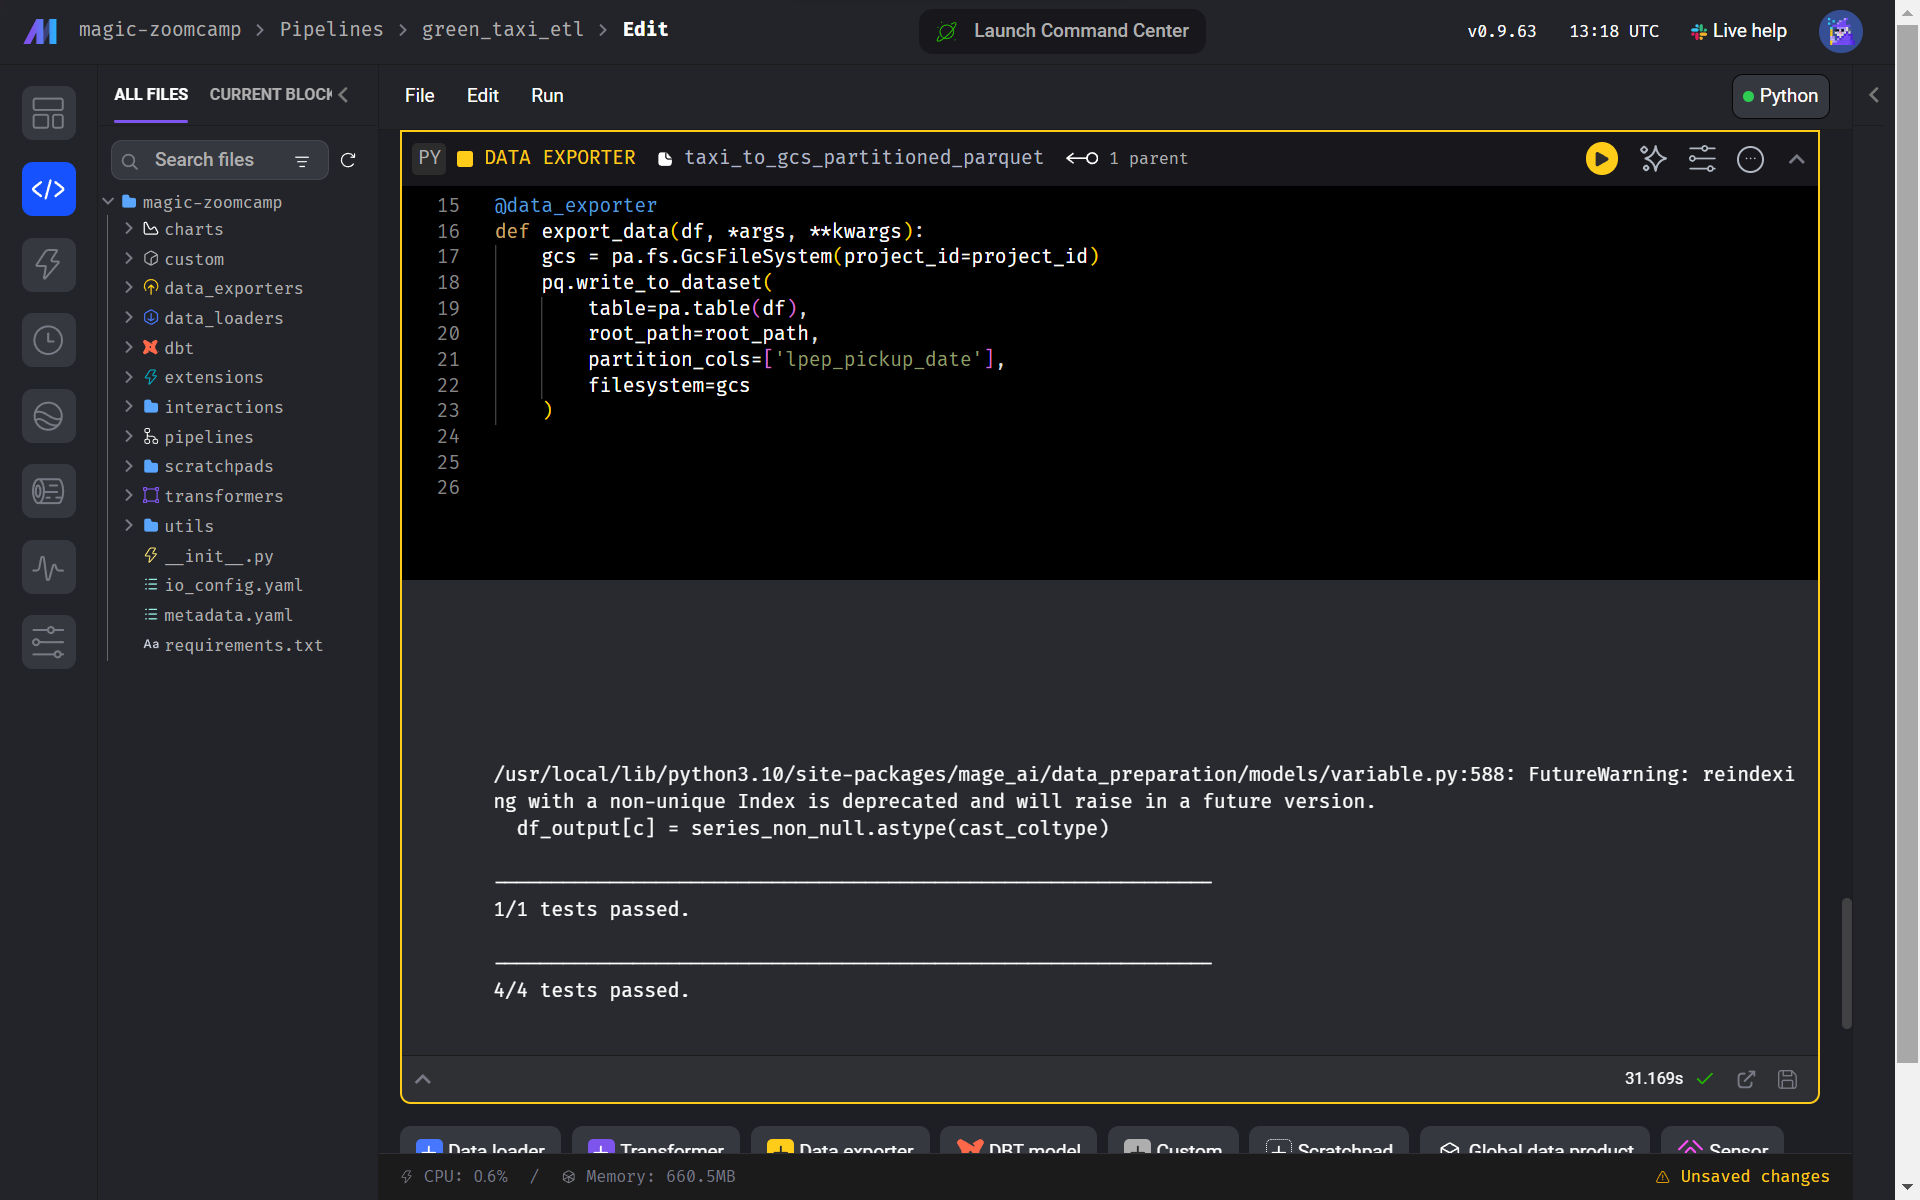 magic-zoomcamp > Pipelines > green_taxi_etl > Edit
Launch Command Center
v0.9.63
13:18 UTC
Live help
ALL FILES
CURRENT BLOCK
File
Edit
Run
Python
Search files
magic-zoomcamp
charts
custom
data_exporters
data_loaders
dbt
extensions
interactions
pipelines
scratchpads
transformers
utils
__init__.py
io_config.yaml
metadata.yaml
Aa requirements.txt
PY DATA EXPORTER taxi_to_gcs_partitioned_parquet 1 parent
15 @data_exporter
16 def export_data(df, *args, **kwargs):
17     gcs = pa.fs.GcsFileSystem(project_id=project_id)
18     pq.write_to_dataset(
19         table=pa.table(df),
20         root_path=root_path,
21         partition_cols=['lpep_pickup_date'],
22         filesystem=gcs
23     )
24
25
26
/usr/local/lib/python3.10/site-packages/mage_ai/data_preparation/models/variable.py:588: FutureWarning: reindexi
ng with a non-unique Index is deprecated and will raise in a future version.
  df_output[c] = series_non_null.astype(cast_coltype)
1/1 tests passed.
4/4 tests passed.
31.169s
Data loader
Transformer
Data exporter
DBT model
Custom
Scratchpad
Global data product
Sensor
CPU: 0.6% / Memory: 660.5MB
Unsaved changes